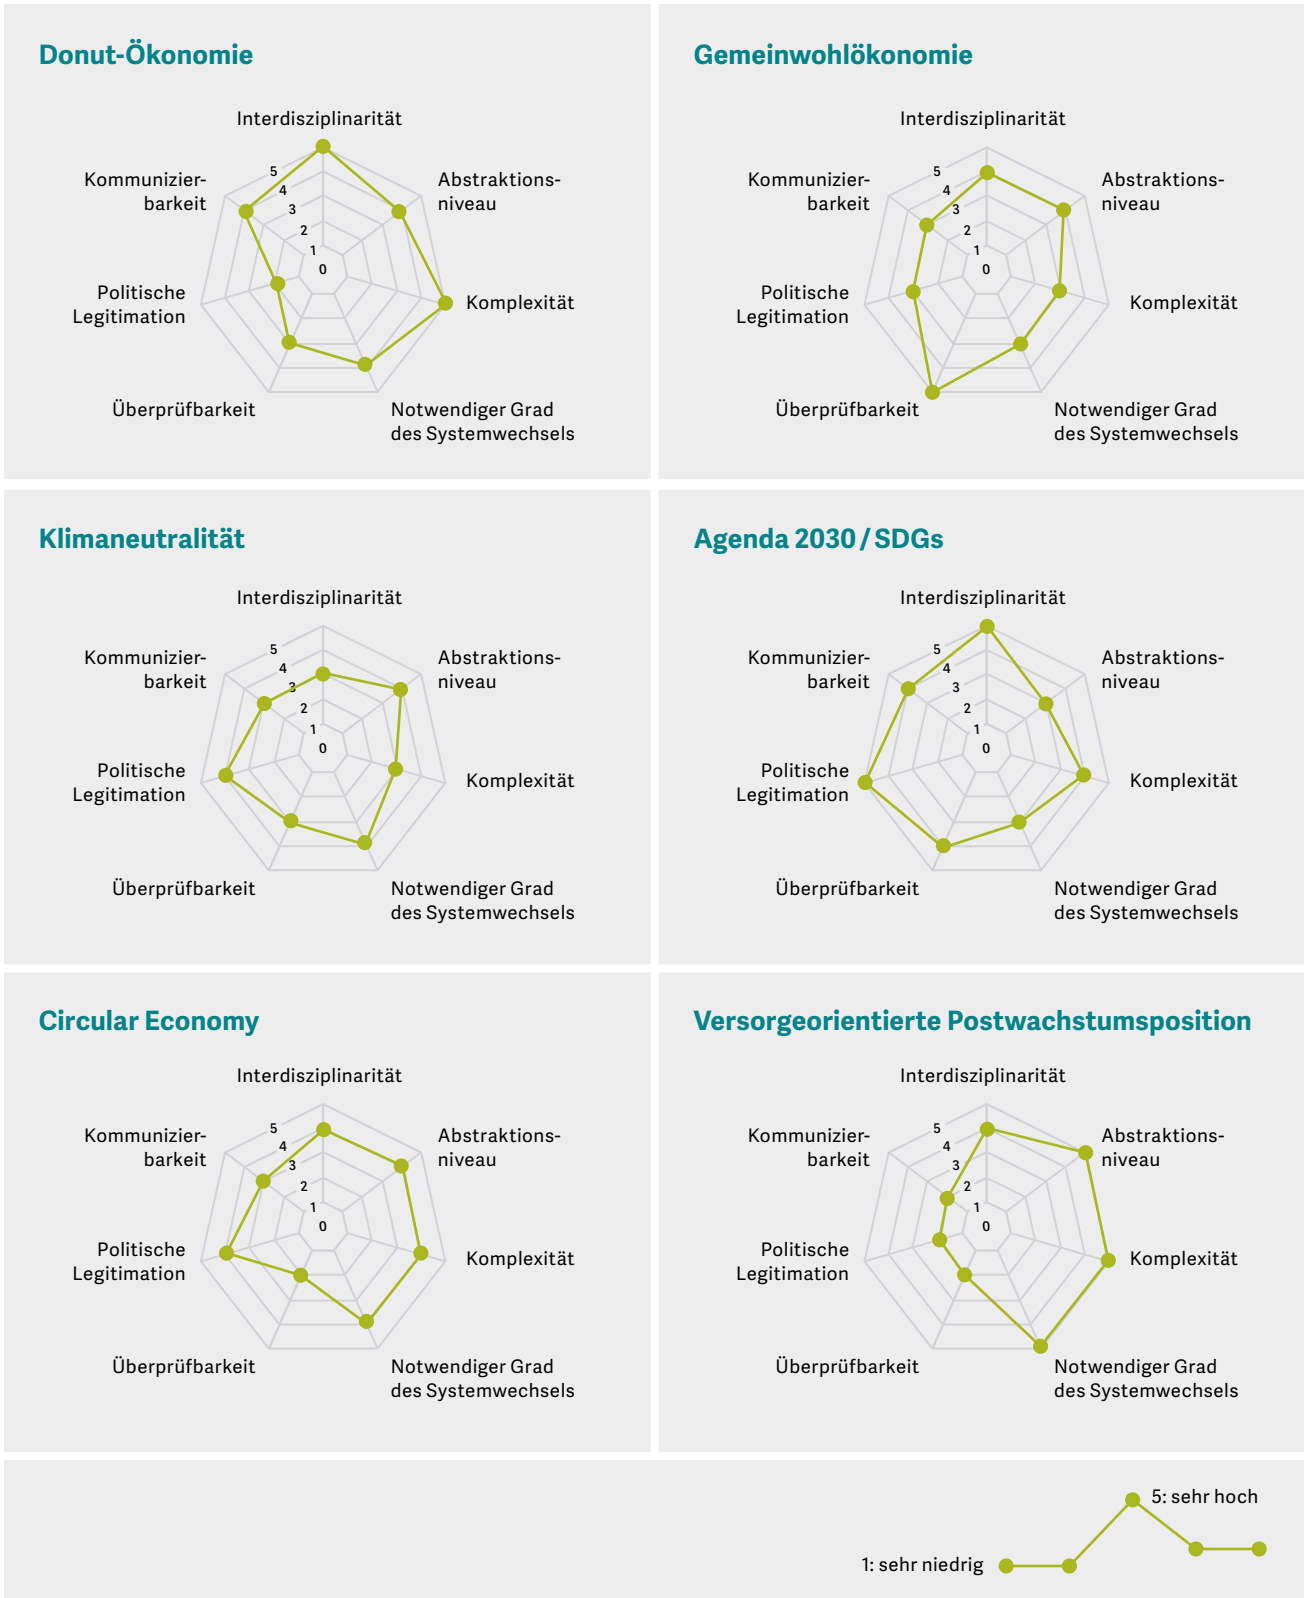 Donut-Ökonomie
Interdisziplinarität
Kommunizier-
barkeit
Abstraktions-
niveau
5
4
3
2
1
0
Politische
Legitimation
Komplexität
Überprüfbarkeit
Notwendiger Grad
des Systemwechsels
Gemeinwohlökonomie
Interdisziplinarität
Kommunizier-
barkeit
Abstraktions-
niveau
5
4
3
2
1
0
Politische
Legitimation
Komplexität
Überprüfbarkeit
Notwendiger Grad
des Systemwechsels
Klimaneutralität
Interdisziplinarität
Kommunizier-
barkeit
Abstraktions-
niveau
5
4
3
2
1
0
Politische
Legitimation
Komplexität
Überprüfbarkeit
Notwendiger Grad
des Systemwechsels
Agenda 2030 / SDGs
Interdisziplinarität
Kommunizier-
barkeit
Abstraktions-
niveau
5
4
3
2
1
0
Politische
Legitimation
Komplexität
Überprüfbarkeit
Notwendiger Grad
des Systemwechsels
Circular Economy
Interdisziplinarität
Kommunizier-
barkeit
Abstraktions-
niveau
5
4
3
2
1
0
Politische
Legitimation
Komplexität
Überprüfbarkeit
Notwendiger Grad
des Systemwechsels
Versorgeorientierte Postwachstumsposition
Interdisziplinarität
Kommunizier-
barkeit
Abstraktions-
niveau
5
4
3
2
1
0
Politische
Legitimation
Komplexität
Überprüfbarkeit
Notwendiger Grad
des Systemwechsels
5: sehr hoch
1: sehr niedrig